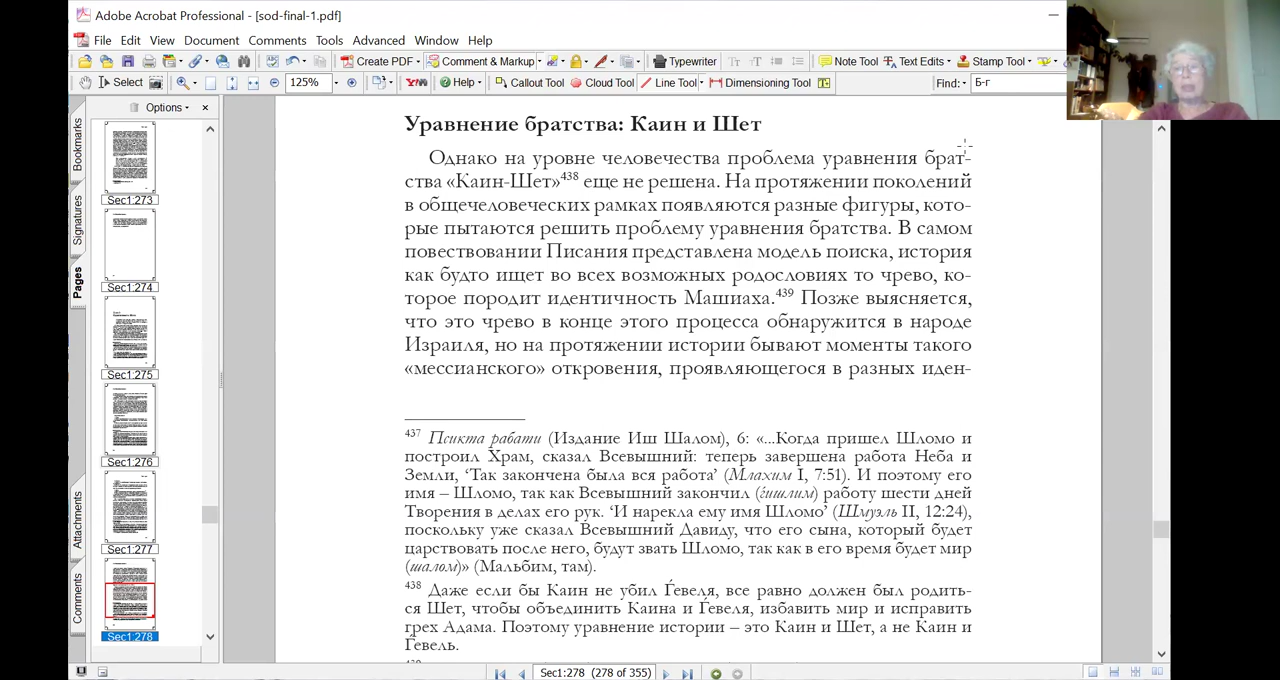 Adobe Acrobat Professional - [sod-final-1.pdf]
File Edit View Document Comments Tools Advanced Window Help
Create PDF Comment & Markup Typewriter Note Tool Text Edits Stamp Tool
Select 125% Help Callout Tool Cloud Tool Line Tool Dimensioning Tool Find: Б-г
Options
Bookmarks
Signatures
Pages
Attachments
Comments
Sec1:273
Sec1:274
Sec1:275
Sec1:276
Sec1:277
Sec1:278
Уравнение братства: Каин и Шет
Однако на уровне человечества проблема уравнения брат-
ства «Каин-Шет»438 еще не решена. На протяжении поколений
в общечеловеческих рамках появляются разные фигуры, кото-
рые пытаются решить проблему уравнения братства. В самом
повествовании Писания представлена модель поиска, история
как будто ищет во всех возможных родословиях то чрево, ко-
торое породит идентичность Машиаха.439 Позже выясняется,
что это чрево в конце этого процесса обнаружится в народе
Израиля, но на протяжении истории бывают моменты такого
«мессианского» откровения, проявляющегося в разных иден-
437 Псикта рабати (Издание Иш Шалом), 6: «...Когда пришел Шломо и
построил Храм, сказал Всевышний: теперь завершена работа Неба и
Земли, ‘Так закончена была вся работа’ (Млахим I, 7:51). И поэтому его
имя – Шломо, так как Всевышний закончил (ѓишлим) работу шести дней
Творения в делах его рук. ‘И нарекла ему имя Шломо’ (Шмуэль II, 12:24),
поскольку уже сказал Всевышний Давиду, что его сына, который будет
царствовать после него, будут звать Шломо, так как в его время будет мир
(шалом)» (Мальбим, там).
438 Даже если бы Каин не убил Ѓевеля, все равно должен был родить-
ся Шет, чтобы объединить Каина и Ѓевеля, избавить мир и исправить
грех Адама. Поэтому уравнение истории – это Каин и Шет, а не Каин и
Ѓевель.
Sec1:278 (278 of 355)